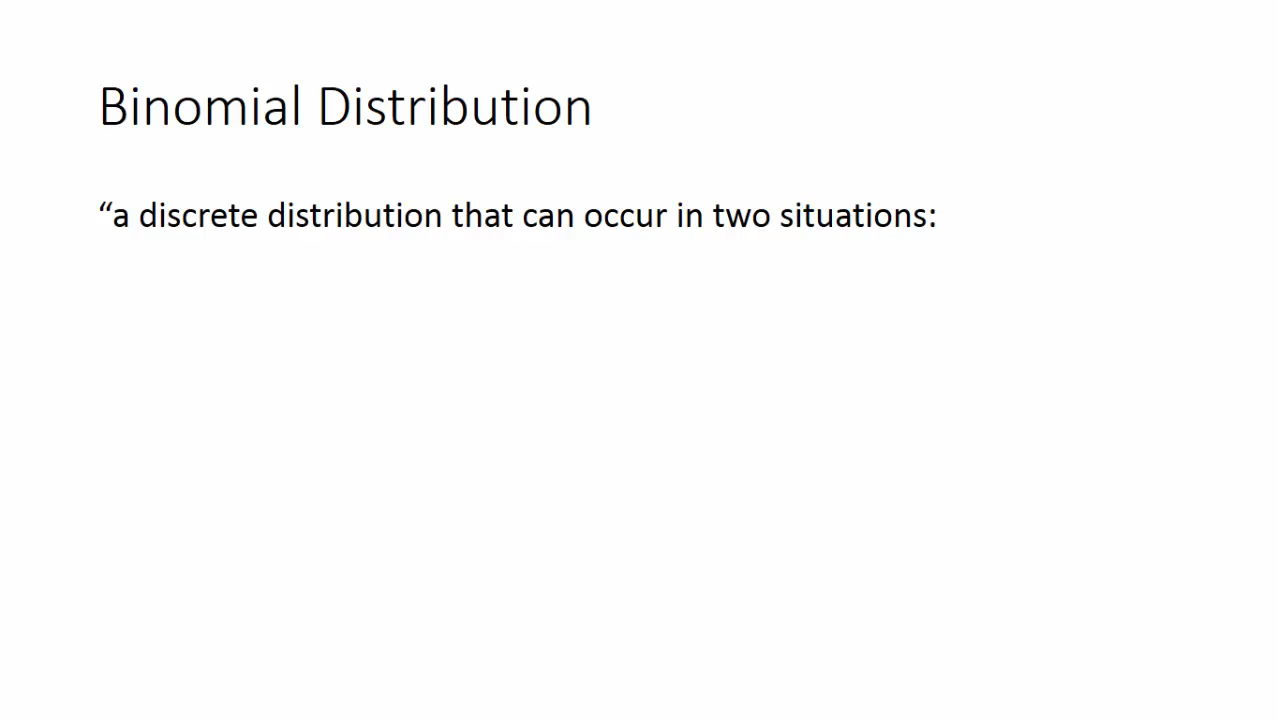 Binomial Distribution
“a discrete distribution that can occur in two situations: